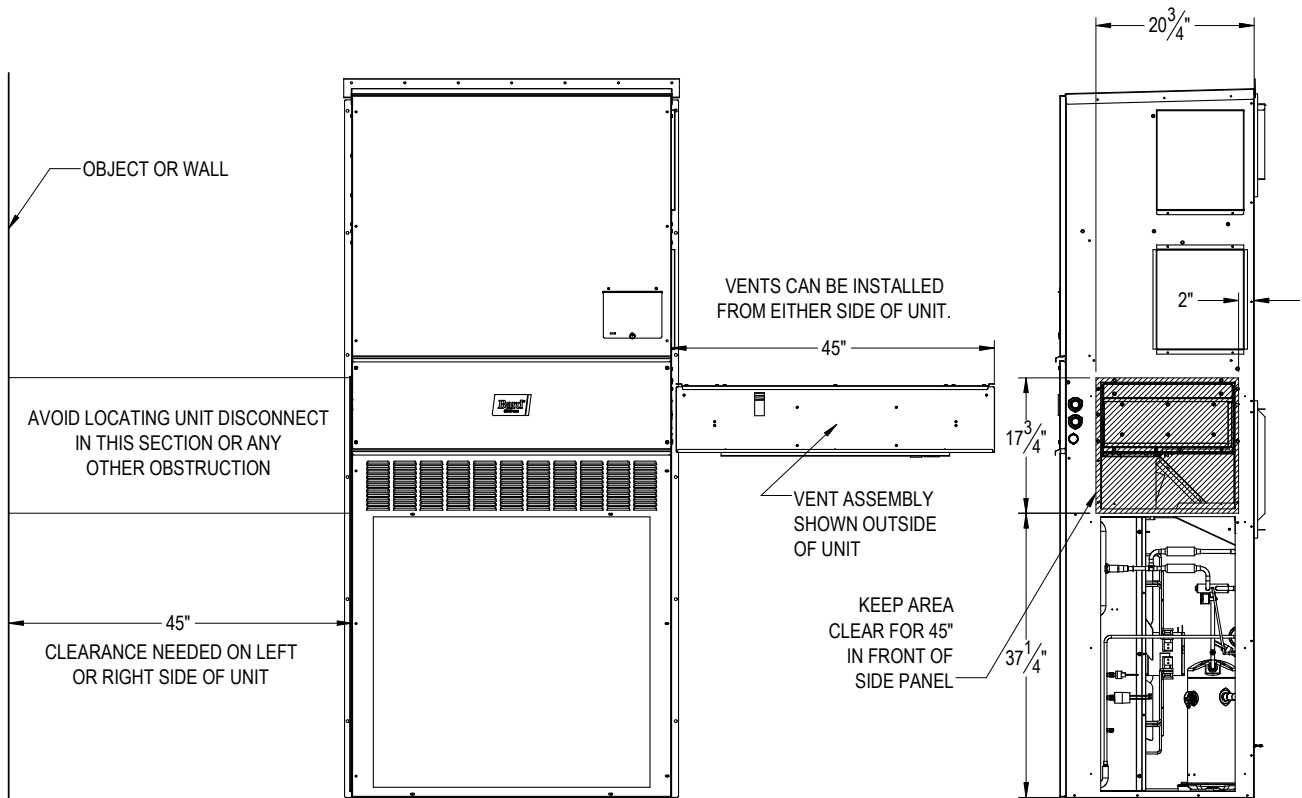 20 3/4"
OBJECT OR WALL
VENTS CAN BE INSTALLED
FROM EITHER SIDE OF UNIT.
2"
45"
Bard
AVOID LOCATING UNIT DISCONNECT
IN THIS SECTION OR ANY
OTHER OBSTRUCTION
17 3/4"
VENT ASSEMBLY
SHOWN OUTSIDE
OF UNIT
KEEP AREA
CLEAR FOR 45"
IN FRONT OF
SIDE PANEL
37 1/4"
45"
CLEARANCE NEEDED ON LEFT
OR RIGHT SIDE OF UNIT